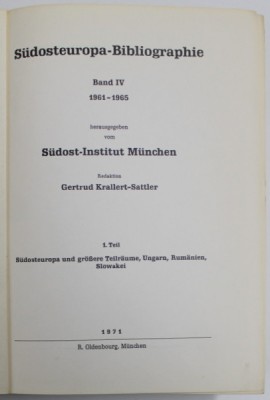 Südosteuropa-Bibliographie
Band IV
1961–1965
herausgegeben
vom
Südost-Institut München
Redaktion
Gertrud Krallert-Sattler
1. Teil
Südosteuropa und größere Teilräume, Ungarn, Rumänien,
Slowakei
1971
R. Oldenbourg, München